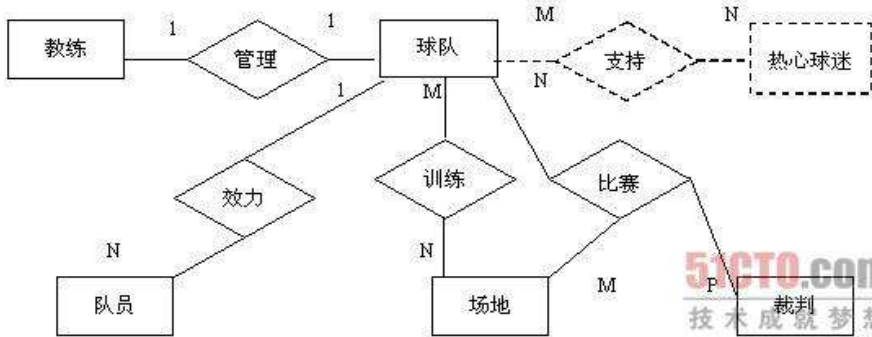 M N
1 1
教练 管理 球队 支持 热心球迷
1 M N
效力 训练 比赛
N N M P
队员 场地 裁判
51CTO.com
技术成就梦想